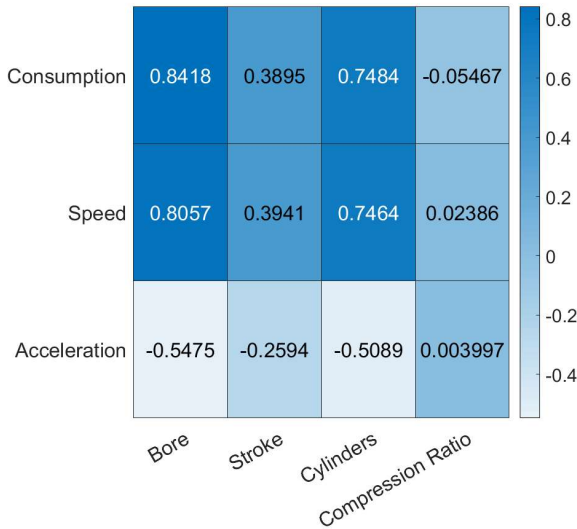 Consumption 0.8418 0.3895 0.7484 -0.05467
Speed 0.8057 0.3941 0.7464 0.02386
Acceleration -0.5475 -0.2594 -0.5089 0.003997
Bore Stroke Cylinders Compression Ratio
0.8
0.6
0.4
0.2
0
-0.2
-0.4